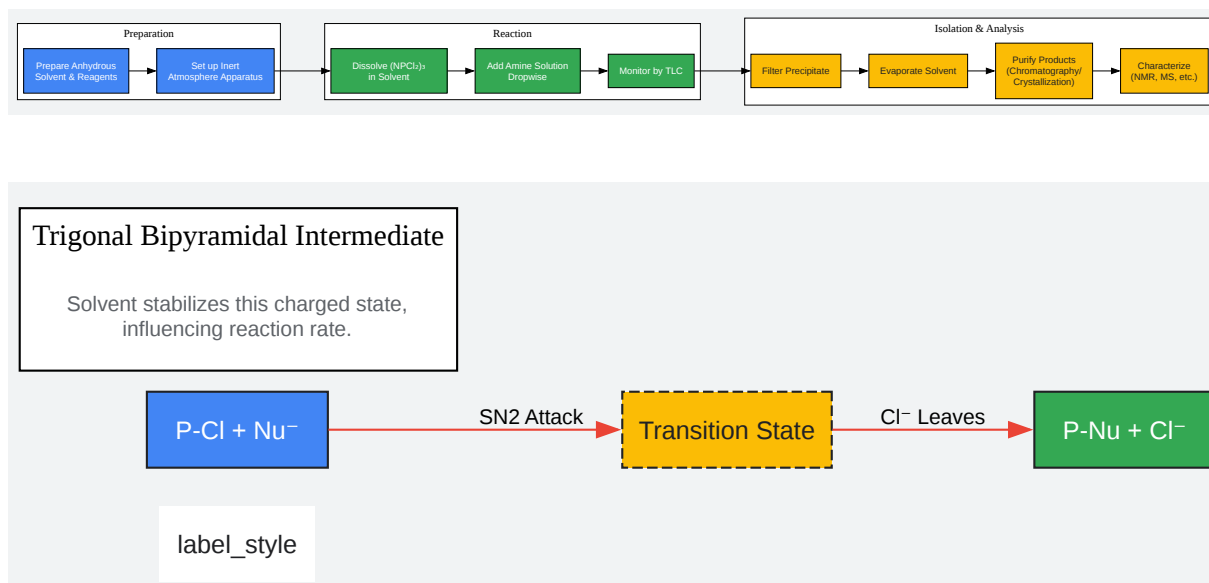 Preparation
Reaction
Isolation & Analysis
Prepare Anhydrous
Solvent & Reagents
Set up Inert
Atmosphere Apparatus
Dissolve (NPCl₂)₃
in Solvent
Add Amine Solution
Dropwise
Monitor by TLC
Filter Precipitate
Evaporate Solvent
Purify Products
(Chromatography/
Crystallization)
Characterize
(NMR, MS, etc.)
Trigonal Bipyramidal Intermediate
Solvent stabilizes this charged state,
influencing reaction rate.
P-Cl + Nu⁻
SN2 Attack
Transition State
Cl⁻ Leaves
P-Nu + Cl⁻
label_style